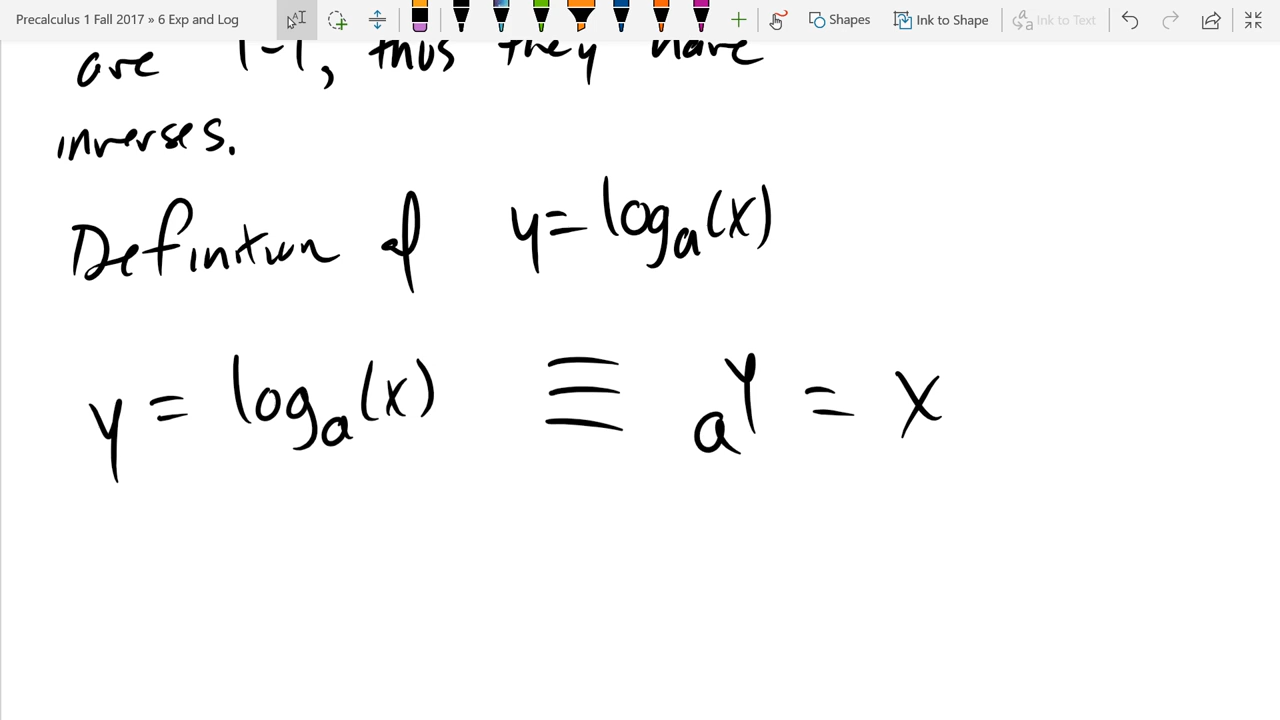 Precalculus 1 Fall 2017 » 6 Exp and Log
Shapes
Ink to Shape
Ink to Text
are 1-1, thus they have
inverses.
Definition of y=logₐ(x)
y = logₐ(x) ≡ a^y = x